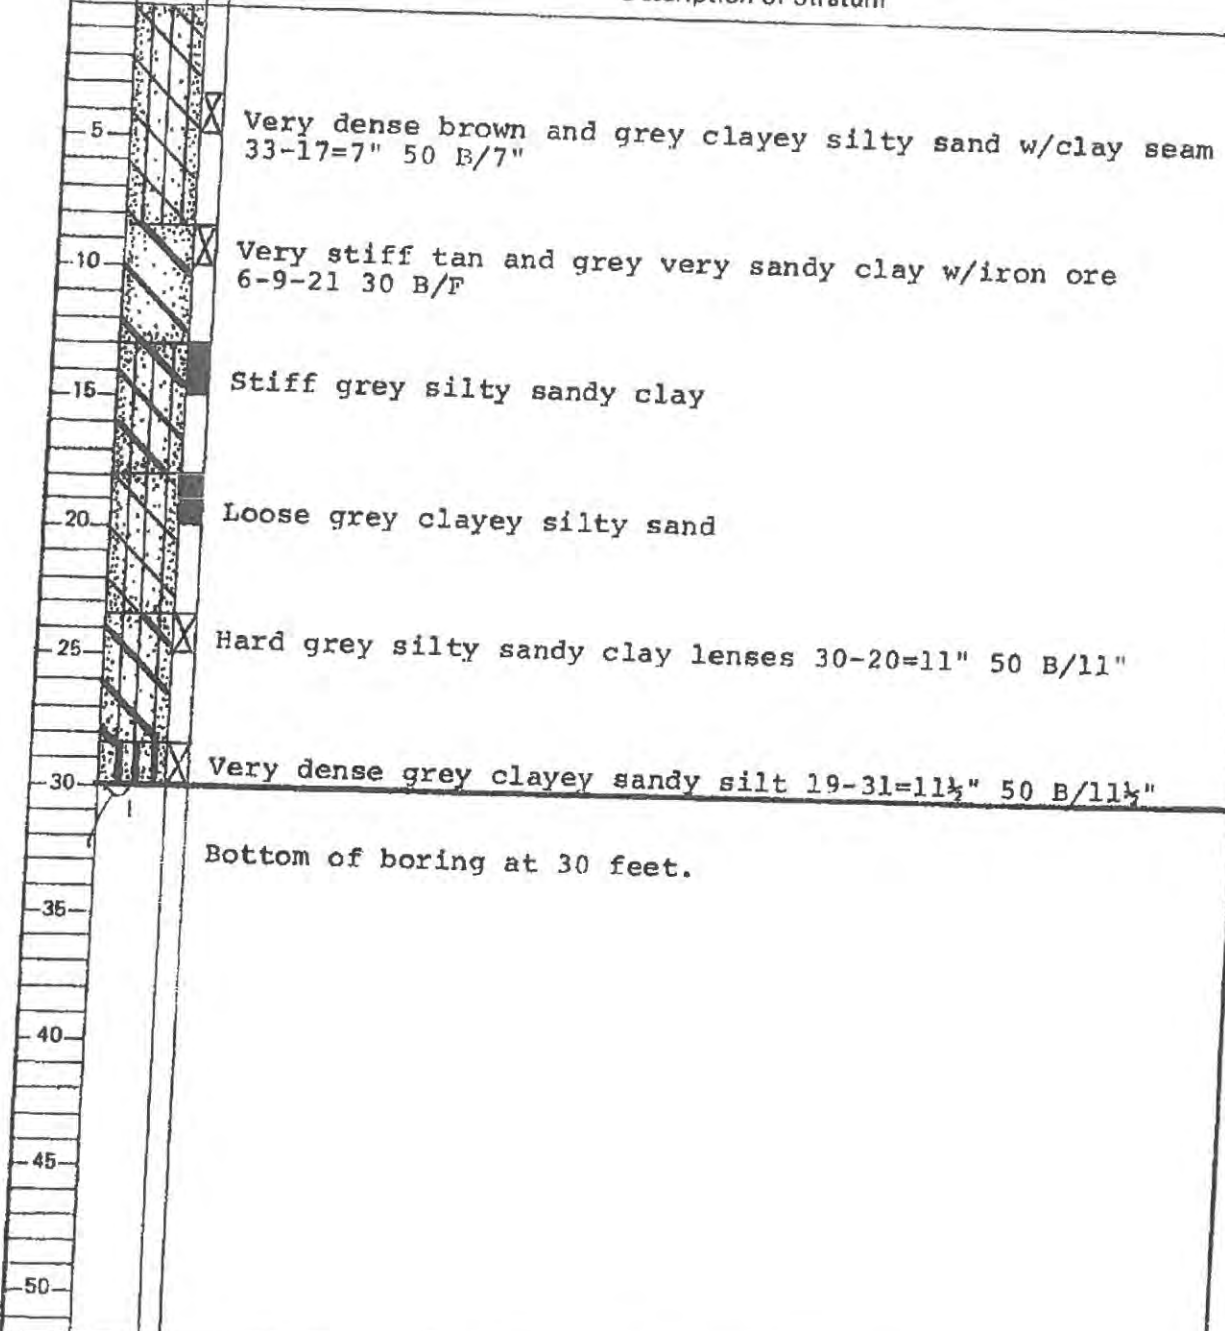 Description of Stratum
5
Very dense brown and grey clayey silty sand w/clay seam
33-17=7" 50 B/7"
10
Very stiff tan and grey very sandy clay w/iron ore
6-9-21 30 B/F
15
Stiff grey silty sandy clay
20
Loose grey clayey silty sand
25
Hard grey silty sandy clay lenses 30-20=11" 50 B/11"
30
Very dense grey clayey sandy silt 19-31=11½" 50 B/11½"
Bottom of boring at 30 feet.
35
40
45
50